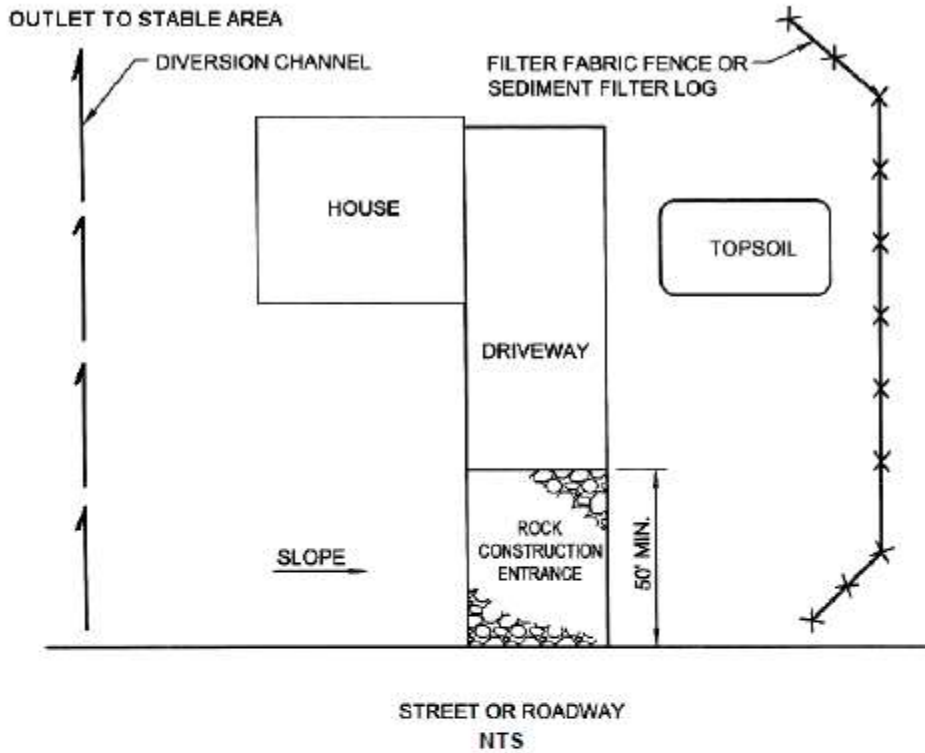 OUTLET TO STABLE AREA
DIVERSION CHANNEL
FILTER FABRIC FENCE OR
SEDIMENT FILTER LOG
HOUSE
TOPSOIL
DRIVEWAY
ROCK
CONSTRUCTION
ENTRANCE
50' MIN.
SLOPE
STREET OR ROADWAY
NTS